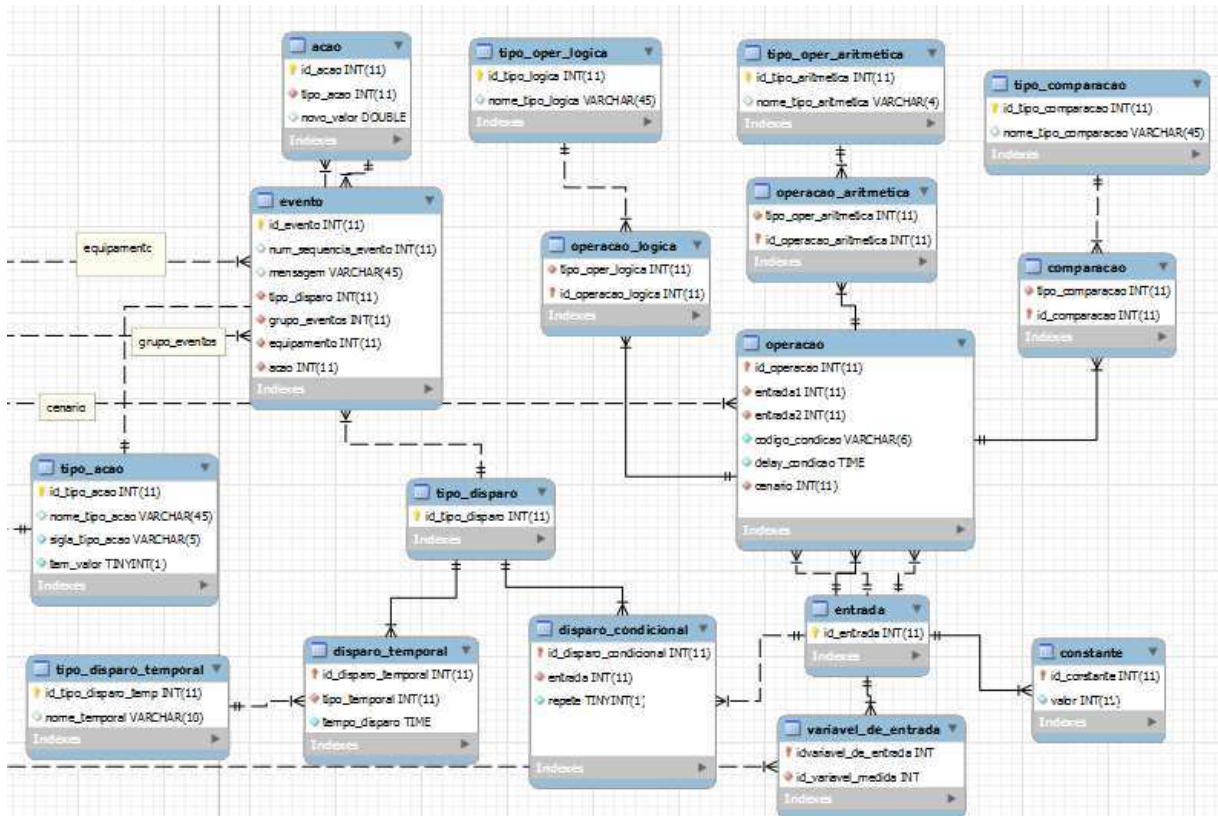 acao
id_acao INT(11)
tipo_acao INT(11)
novo_valor DOUBLE
Indexes
tipo_oper_logica
id_tipo_logica INT(11)
nome_tipo_logica VARCHAR(45)
Indexes
tipo_oper_aritmetica
id_tipo_aritmetica INT(11)
nome_tipo_aritmetica VARCHAR(4)
Indexes
tipo_comparacao
id_tipo_comparacao INT(11)
nome_tipo_comparacao VARCHAR(45)
Indexes
evento
id_evento INT(11)
num_sequencia_evento INT(11)
mensagem VARCHAR(45)
tipo_disparo INT(11)
grupo_eventos INT(11)
equipamento INT(11)
acao INT(11)
Indexes
operacao_aritmetica
tipo_oper_aritmetica INT(11)
id_operacao_aritmetica INT(11)
Indexes
equipamento
operacao_logica
tipo_oper_logica INT(11)
id_operacao_logica INT(11)
Indexes
comparacao
tipo_comparacao INT(11)
id_comparacao INT(11)
Indexes
grupo_eventos
operacao
id_operacao INT(11)
entrada1 INT(11)
entrada2 INT(11)
codigo_condicao VARCHAR(6)
delay_condicao TIME
cenario INT(11)
Indexes
cenario
tipo_acao
id_tipo_acao INT(11)
nome_tipo_acao VARCHAR(45)
sigla_tipo_acao VARCHAR(5)
tem_valor TINYINT(1)
Indexes
tipo_disparo
id_tipo_disparo INT(11)
Indexes
entrada
id_entrada INT(11)
Indexes
disparo_condicional
id_disparo_condicional INT(11)
entrada INT(11)
repete TINYINT(1)
Indexes
disparo_temporal
id_disparo_temporal INT(11)
tipo_temporal INT(11)
tempo_disparo TIME
Indexes
constante
id_constante INT(11)
valor INT(11)
Indexes
tipo_disparo_temporal
id_tipo_disparo_temp INT(11)
nome_temporal VARCHAR(10)
Indexes
variavel_de_entrada
idvariavel_de_entrada INT
id_variavel_medida INT
Indexes